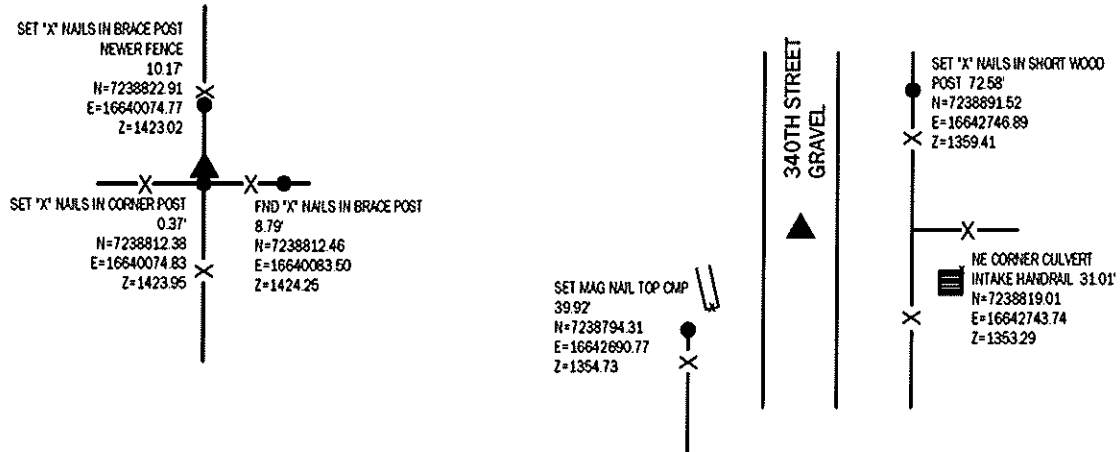 SET "X" NAILS IN BRACE POST
NEWER FENCE
10.17'
N=7238822.91
E=16640074.77
Z=1423.02
SET "X" NAILS IN CORNER POST
0.37'
N=7238812.38
E=16640074.83
Z=1423.95
FND "X" NAILS IN BRACE POST
8.79'
N=7238812.46
E=16640083.50
Z=1424.25
SET MAG NAIL TOP CMP
39.92'
N=7238794.31
E=16642690.77
Z=1354.73
340TH STREET
GRAVEL
SET "X" NAILS IN SHORT WOOD
POST 72.58'
N=7238891.52
E=16642746.89
Z=1359.41
NE CORNER CULVERT
INTAKE HANDRAIL 31.01'
N=7238819.01
E=16642743.74
Z=1353.29